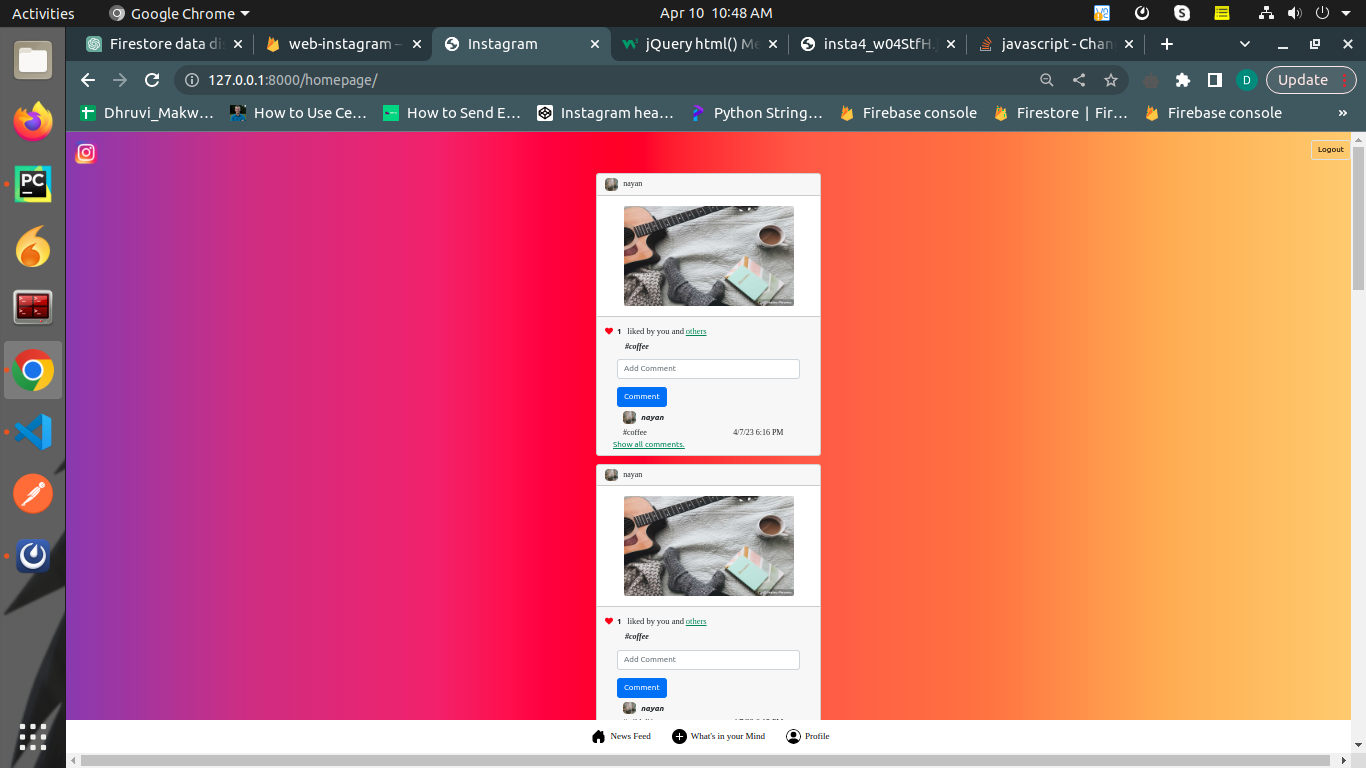 Activities
Google Chrome
Apr 10 10:48 AM
Firestore data di
web-instagram –
Instagram
jQuery html() Me
insta4_w04StfH.j
javascript - Chan
127.0.0.1:8000/homepage/
D
Update
Dhruvi_Makw…
How to Use Ce…
How to Send E…
Instagram hea…
Python String…
Firebase console
Firestore | Fir…
Firebase console
»
Logout
nayan
1 liked by you and others
#coffee
Add Comment
Comment
nayan
#coffee 4/7/23 6:16 PM
Show all comments.
nayan
1 liked by you and others
#coffee
Add Comment
Comment
nayan
News Feed
What's in your Mind
Profile
PC